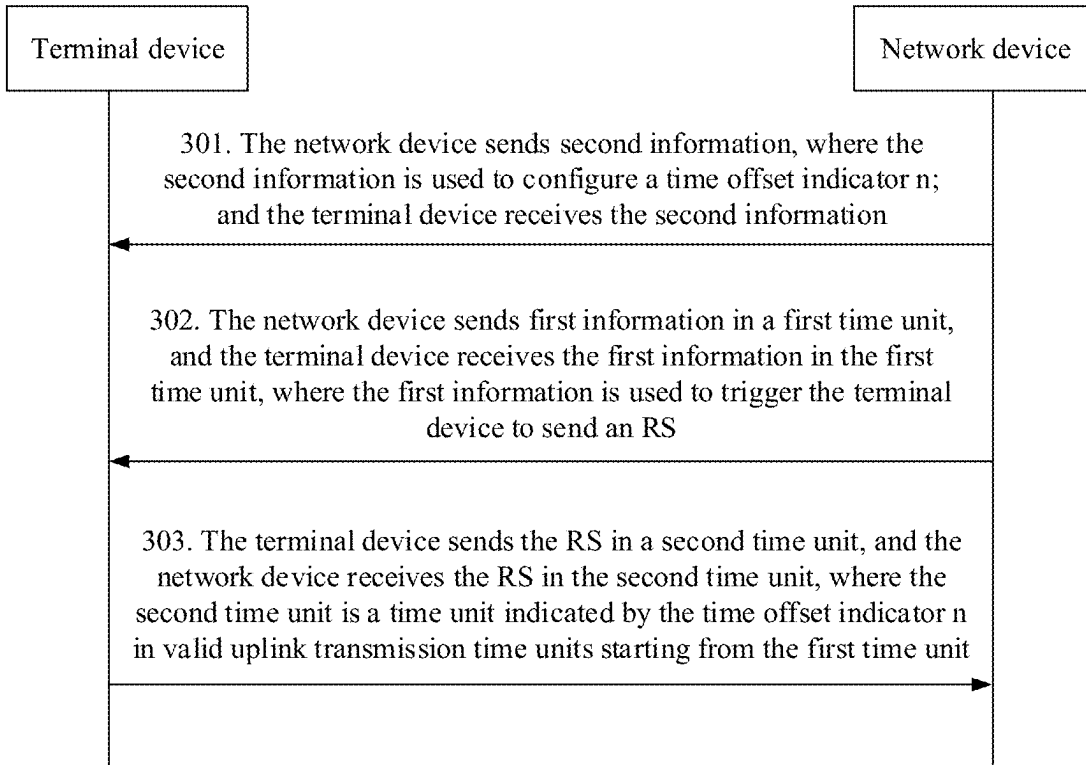 Terminal device
Network device
301. The network device sends second information, where the
second information is used to configure a time offset indicator n;
and the terminal device receives the second information
302. The network device sends first information in a first time unit,
and the terminal device receives the first information in the first
time unit, where the first information is used to trigger the terminal
device to send an RS
303. The terminal device sends the RS in a second time unit, and the
network device receives the RS in the second time unit, where the
second time unit is a time unit indicated by the time offset indicator n
in valid uplink transmission time units starting from the first time unit